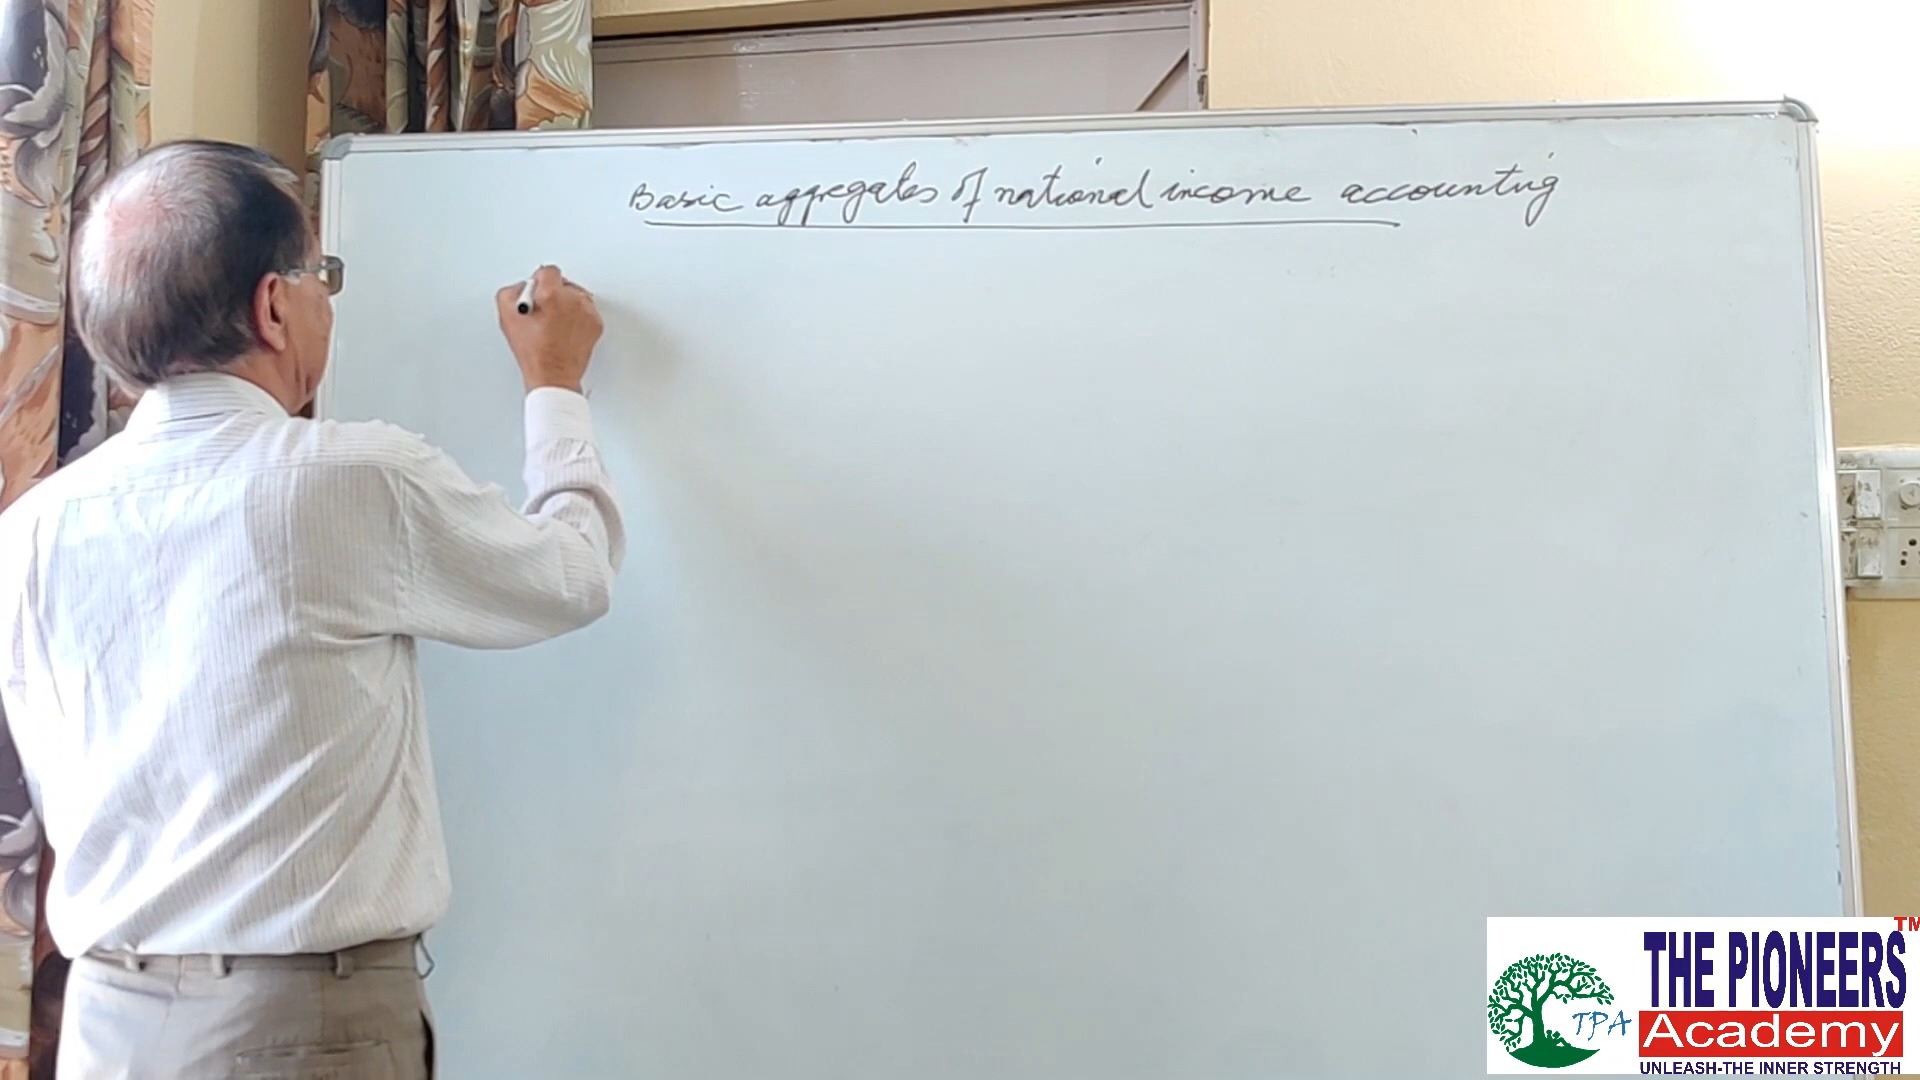 Basic aggregates of national income accounting
TM
THE PIONEERS
TPA
Academy
UNLEASH-THE INNER STRENGTH